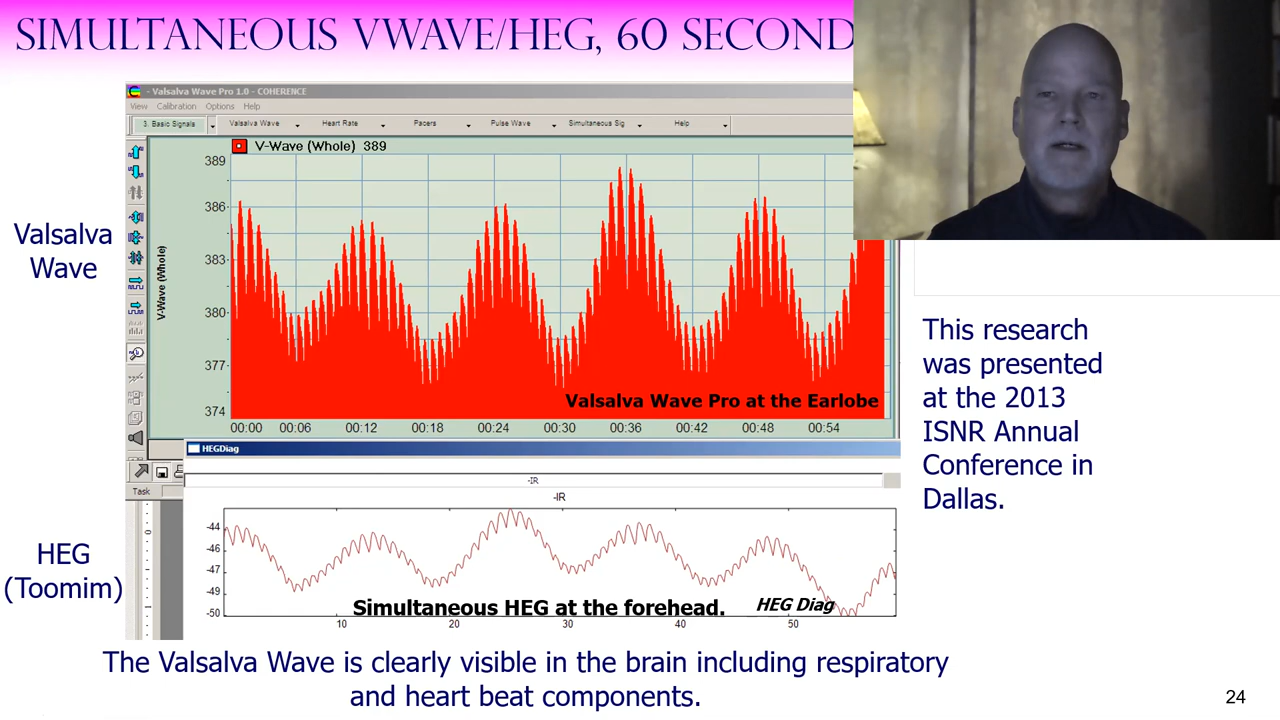 SIMULTANEOUS VWAVE/HEG, 60 SECOND
- Valsalva Wave Pro 1.0 - COHERENCE
View Calibration Options Help
3. Basic Signals Valsalva Wave Heart Rate Pacers Pulse Wave Simultaneous Sig Help
V-Wave (Whole) 389
389
386
383
380
377
374
V-Wave (Whole)
Valsalva Wave Pro at the Earlobe
00:00 00:06 00:12 00:18 00:24 00:30 00:36 00:42 00:48 00:54
Valsalva
Wave
HEGDiag
Task
-IR
-IR
-44
-46
-47
-49
-50
Simultaneous HEG at the forehead.
HEG Diag
10 20 30 40 50
HEG
(Toomim)
This research
was presented
at the 2013
ISNR Annual
Conference in
Dallas.
The Valsalva Wave is clearly visible in the brain including respiratory
and heart beat components.
24